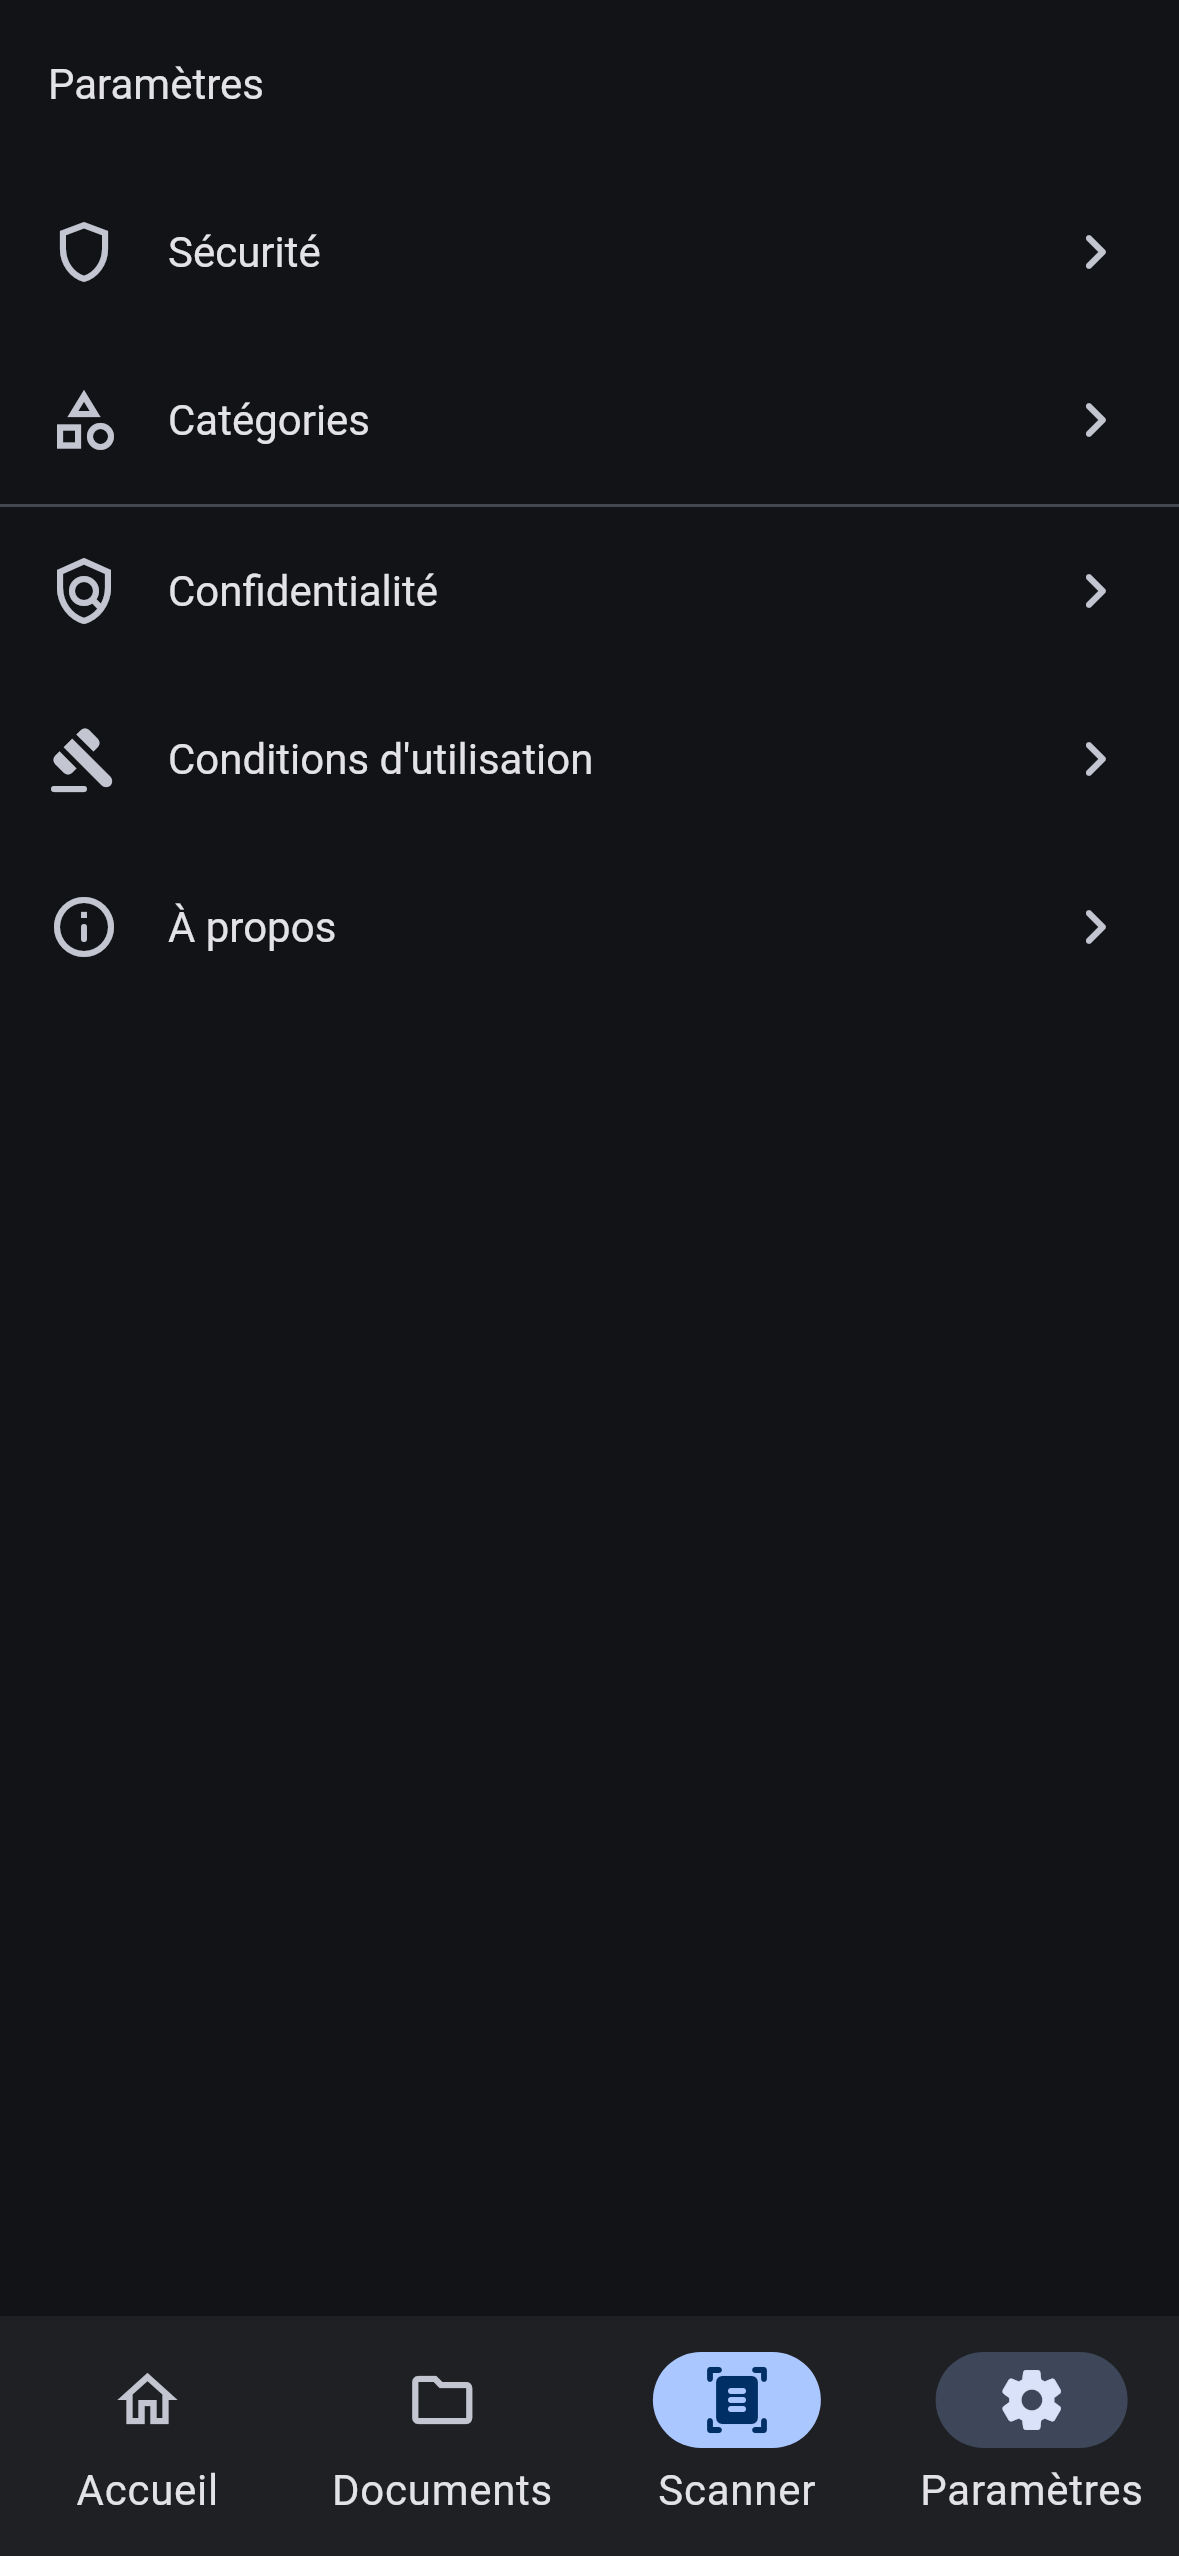 Paramètres
Sécurité
Catégories
Confidentialité
Conditions d'utilisation
À propos
Accueil
Documents
Scanner
Paramètres